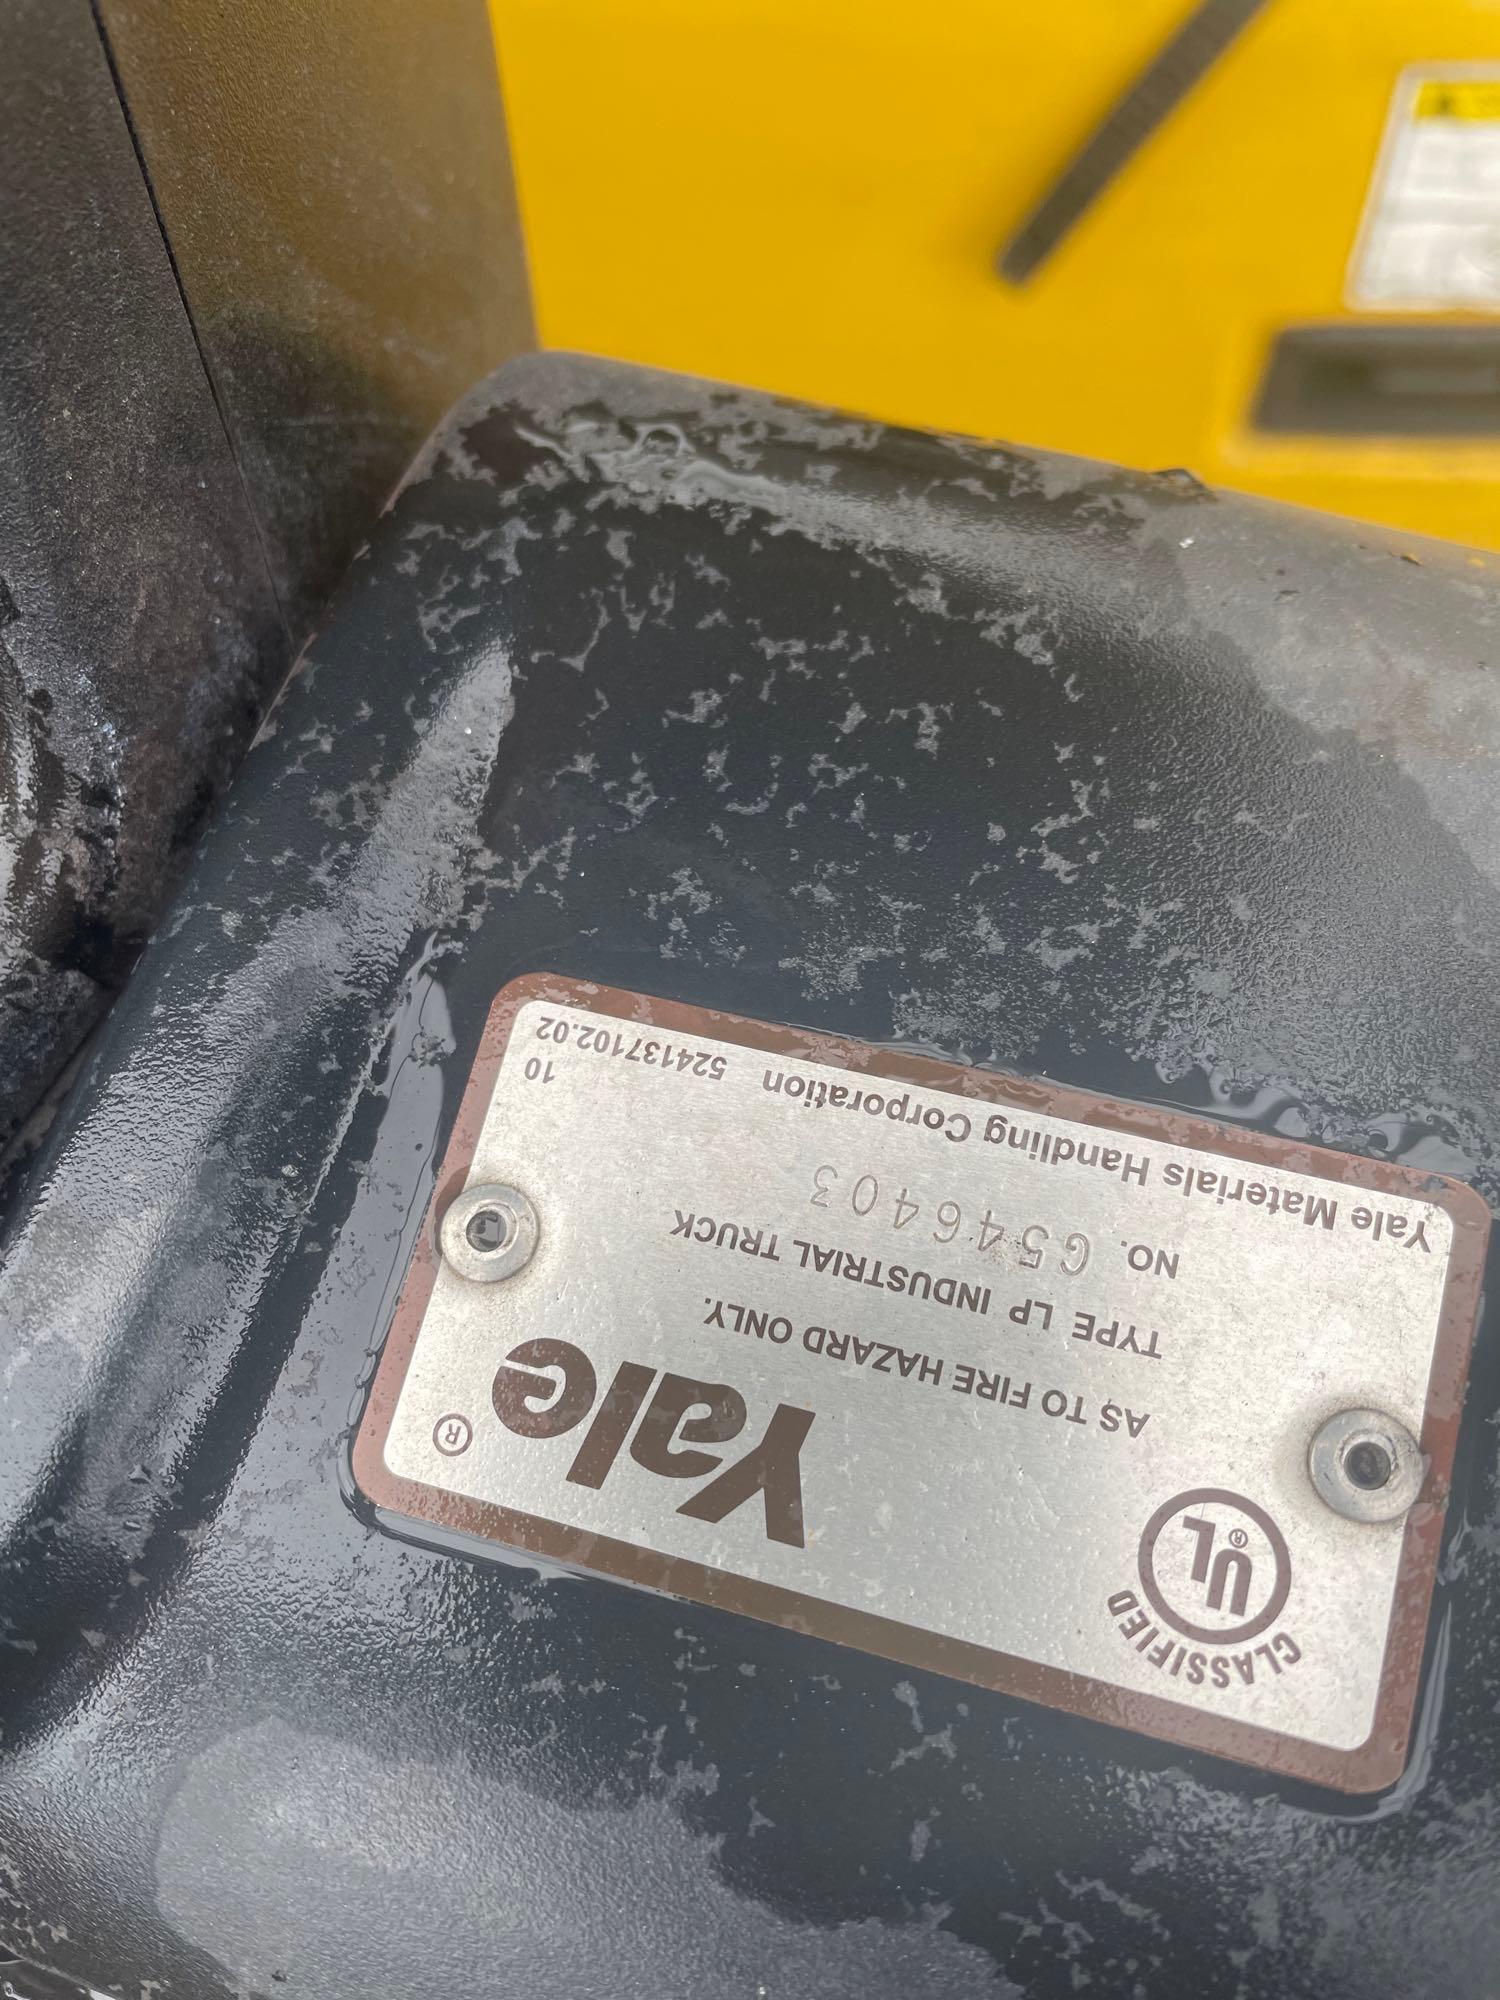 CLASSIFIED
UL
®
Yale
®
AS TO FIRE HAZARD ONLY.
TYPE LP INDUSTRIAL TRUCK
NO. G546403
10
Yale Materials Handling Corporation 524137102.02